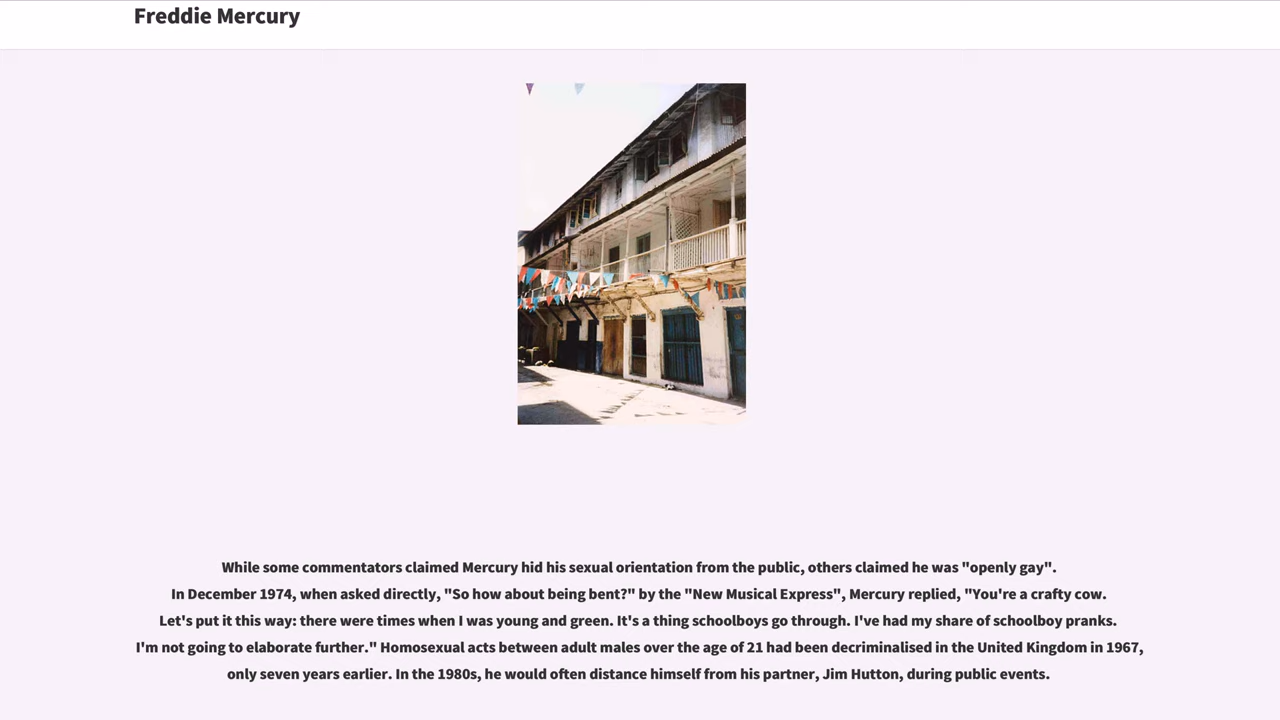 Freddie Mercury
While some commentators claimed Mercury hid his sexual orientation from the public, others claimed he was "openly gay".
In December 1974, when asked directly, "So how about being bent?" by the "New Musical Express", Mercury replied, "You're a crafty cow.
Let's put it this way: there were times when I was young and green. It's a thing schoolboys go through. I've had my share of schoolboy pranks.
I'm not going to elaborate further." Homosexual acts between adult males over the age of 21 had been decriminalised in the United Kingdom in 1967,
only seven years earlier. In the 1980s, he would often distance himself from his partner, Jim Hutton, during public events.